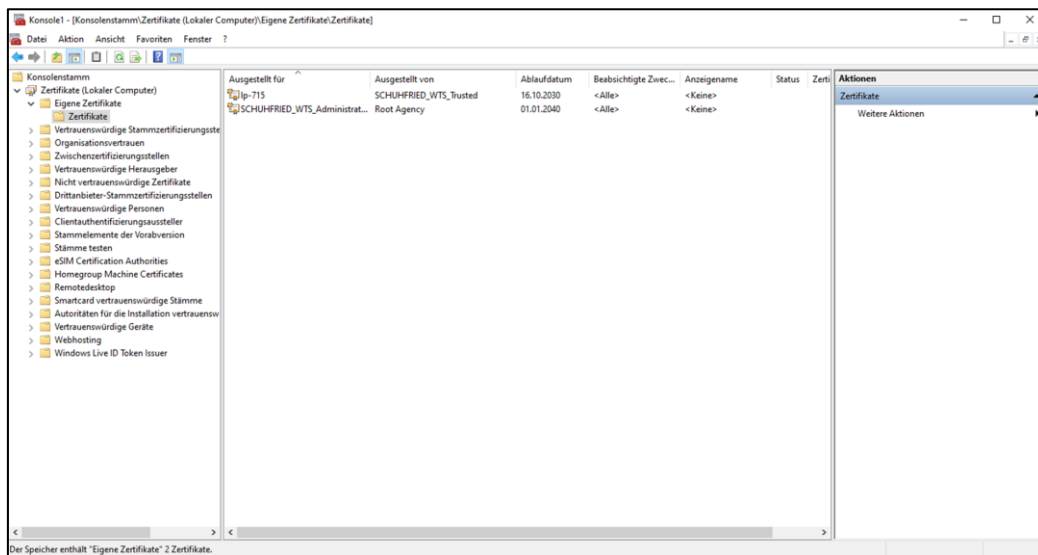 Konsole1 - [Konsolenstamm\Zertifikate (Lokaler Computer)\Eigene Zertifikate\Zertifikate]
Datei Aktion Ansicht Favoriten Fenster ?
Konsolenstamm
Zertifikate (Lokaler Computer)
Eigene Zertifikate
Zertifikate
Vertrauenswürdige Stammzertifizierungsste
Organisationsvertrauen
Zwischenzertifizierungsstellen
Vertrauenswürdige Herausgeber
Nicht vertrauenswürdige Zertifikate
Drittanbieter-Stammzertifizierungsstellen
Vertrauenswürdige Personen
Clientauthentifizierungsaussteller
Stammelemente der Vorabversion
Stämme testen
eSIM Certification Authorities
Homegroup Machine Certificates
Remotedesktop
Smartcard vertrauenswürdige Stämme
Autoritäten für die Installation vertrauensw
Vertrauenswürdige Geräte
Webhosting
Windows Live ID Token Issuer
Ausgestellt für Ausgestellt von Ablaufdatum Beabsichtigte Zwec... Anzeigename Status Zerti
lp-715 SCHUHFRIED_WTS_Trusted 16.10.2030 <Alle> <Keine>
SCHUHFRIED_WTS_Administrat... Root Agency 01.01.2040 <Alle> <Keine>
Aktionen
Zertifikate
Weitere Aktionen
Der Speicher enthält "Eigene Zertifikate" 2 Zertifikate.